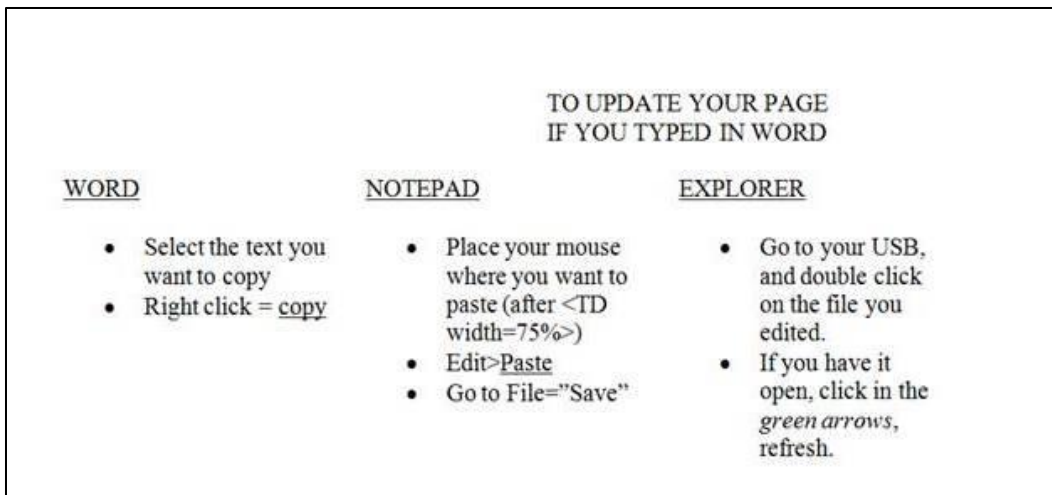 TO UPDATE YOUR PAGE
IF YOU TYPED IN WORD
WORD
• Select the text you
want to copy
• Right click = copy
NOTEPAD
• Place your mouse
where you want to
paste (after <TD
width=75%>)
• Edit>Paste
• Go to File=”Save”
EXPLORER
• Go to your USB,
and double click
on the file you
edited.
• If you have it
open, click in the
green arrows,
refresh.